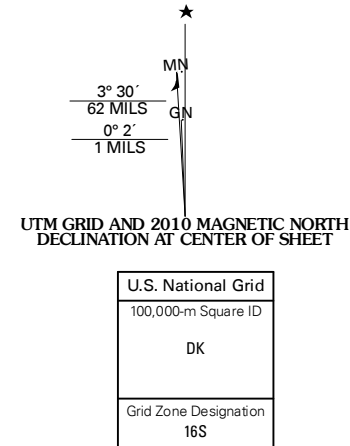 MN
3° 30´
62 MILS
GN
0° 2´
1 MILS
UTM GRID AND 2010 MAGNETIC NORTH
DECLINATION AT CENTER OF SHEET
U.S. National Grid
100,000-m Square ID
DK
Grid Zone Designation
16S